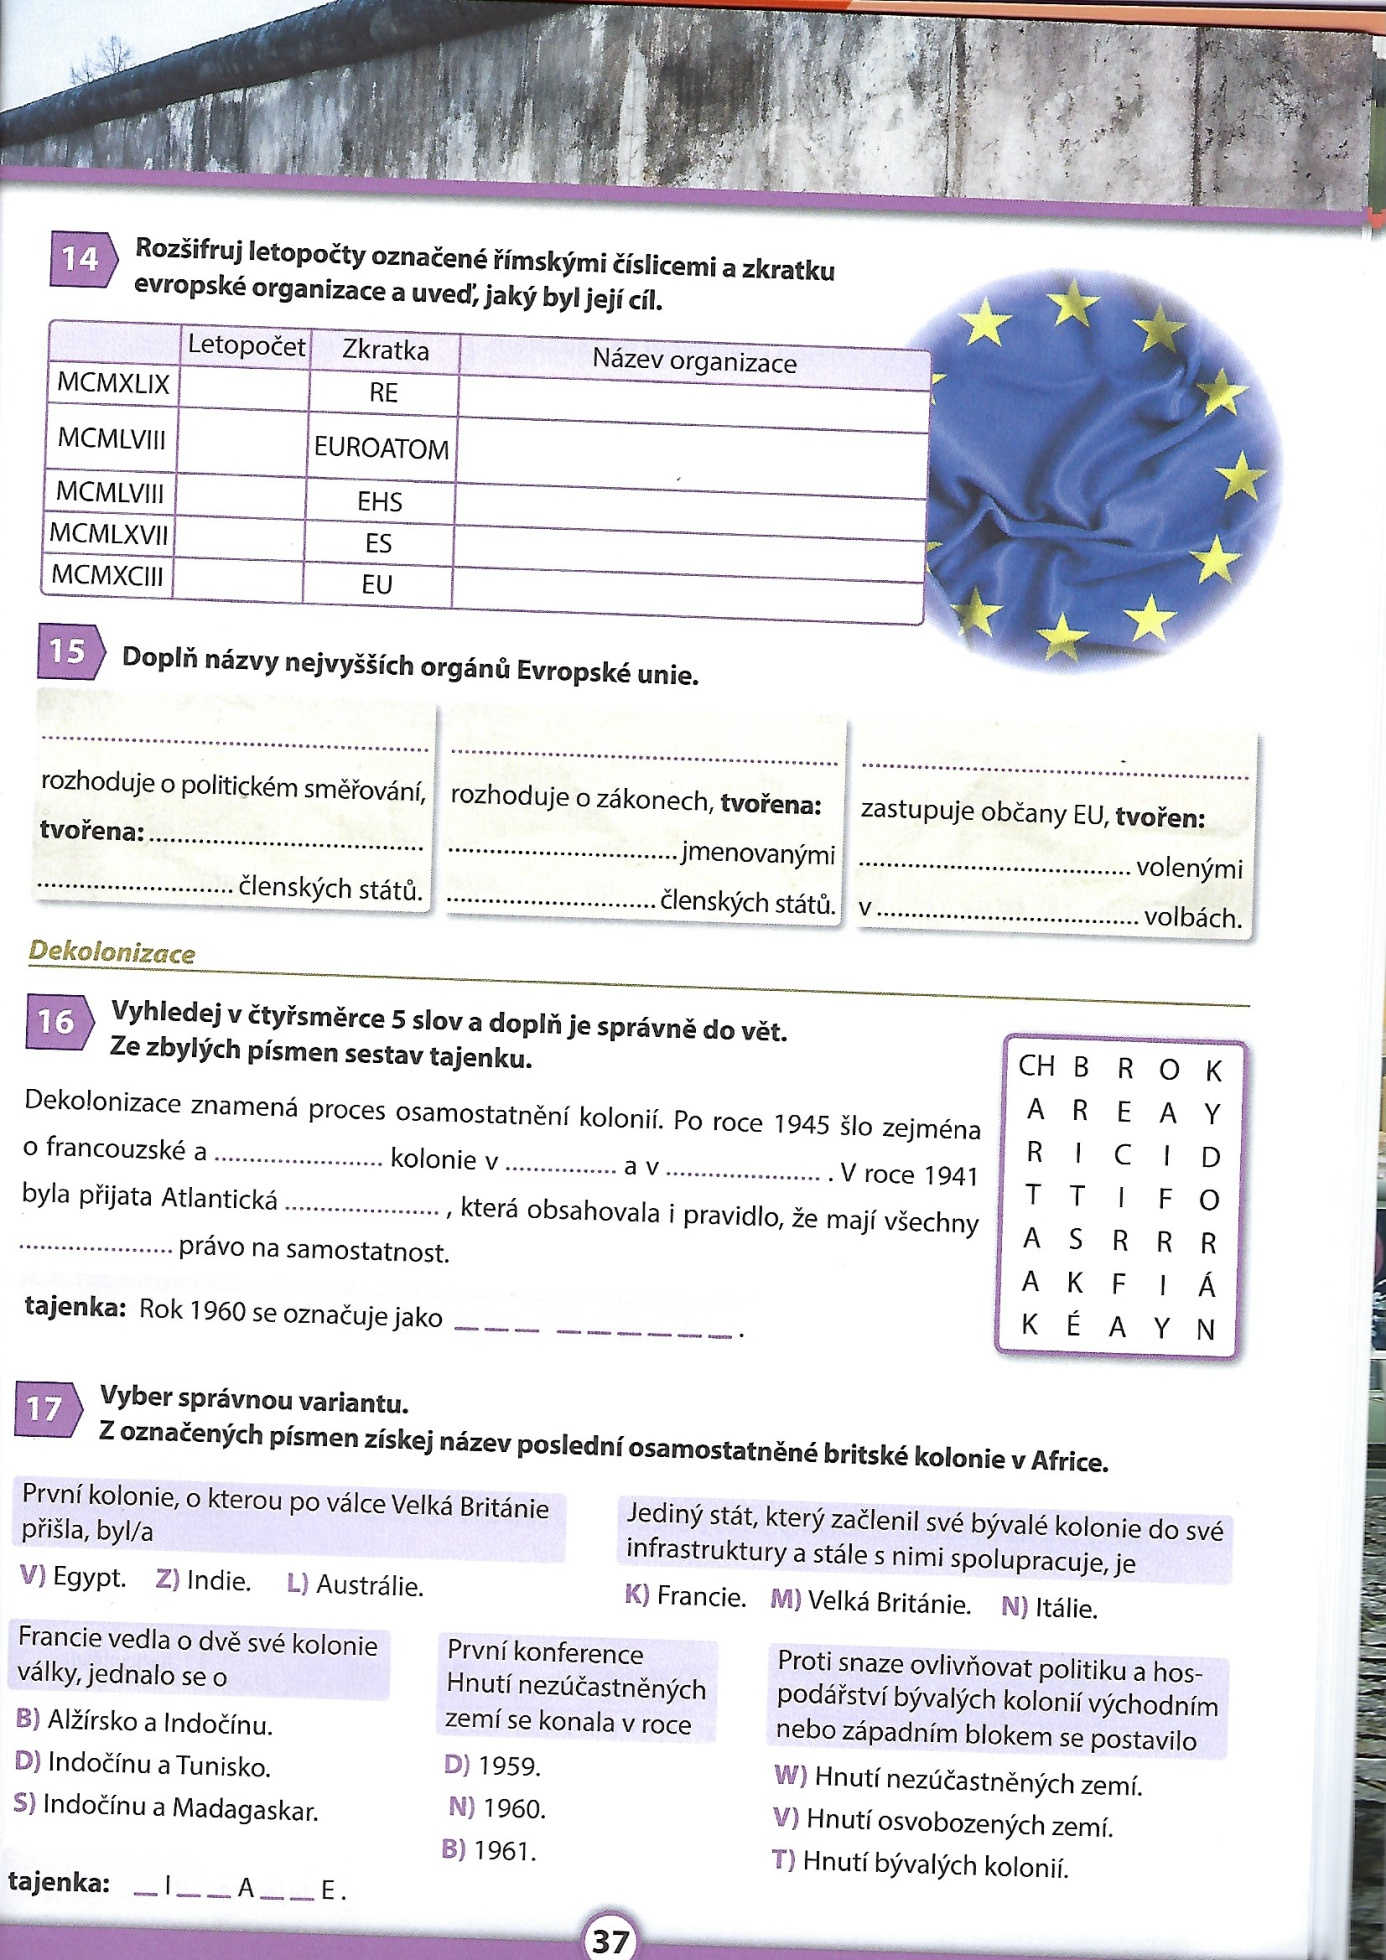 14 Rozšifruj letopočty označené římskými číslicemi a zkratku
evropské organizace a uveď, jaký byl její cíl.
Letopočet Zkratka Název organizace
MCMXLIX RE
MCMLVIII EUROATOM
MCMLVIII EHS
MCMLXVII ES
MCMXCIII EU
15 Doplň názvy nejvyšších orgánů Evropské unie.
rozhoduje o politickém směřování,
tvořena: ........................................
............................ členských států.
rozhoduje o zákonech, tvořena:
................................. jmenovanými
.............................. členských států.
zastupuje občany EU, tvořen:
....................................... volenými
v ...................................... volbách.
Dekolonizace
16 Vyhledej v čtyřsměrce 5 slov a doplň je správně do vět.
Ze zbylých písmen sestav tajenku.
Dekolonizace znamená proces osamostatnění kolonií. Po roce 1945 šlo zejména
o francouzské a ........................ kolonie v ................ a v ...................... . V roce 1941
byla přijata Atlantická ...................... , která obsahovala i pravidlo, že mají všechny
...................... právo na samostatnost.
tajenka: Rok 1960 se označuje jako _ _ _ _ _ _ _ _ _ .
CH B R O K
A R E A Y
R I C I D
T T I F O
A S R R R
A K F I Á
K É A Y N
17 Vyber správnou variantu.
Z označených písmen získej název poslední osamostatněné britské kolonie v Africe.
První kolonie, o kterou po válce Velká Británie
přišla, byl/a
V) Egypt. Z) Indie. L) Austrálie.
Jediný stát, který začlenil své bývalé kolonie do své
infrastruktury a stále s nimi spolupracuje, je
K) Francie. M) Velká Británie. N) Itálie.
Francie vedla o dvě své kolonie
války, jednalo se o
B) Alžírsko a Indočínu.
D) Indočínu a Tunisko.
S) Indočínu a Madagaskar.
První konference
Hnutí nezúčastněných
zemí se konala v roce
D) 1959.
N) 1960.
B) 1961.
Proti snaze ovlivňovat politiku a hos-
podářství bývalých kolonií východním
nebo západním blokem se postavilo
W) Hnutí nezúčastněných zemí.
V) Hnutí osvobozených zemí.
T) Hnutí bývalých kolonií.
tajenka: _ I _ _ A _ _ E .
37